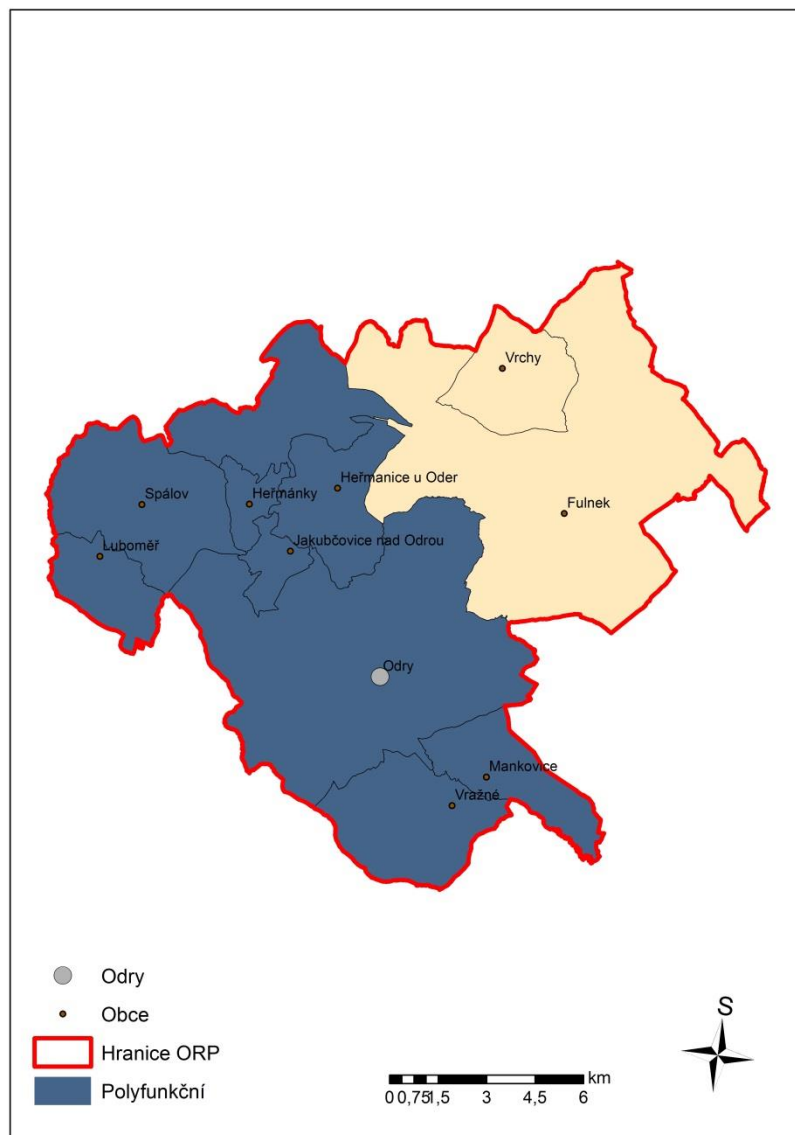 Vrchy
Heřmanice u Oder
Spálov
Heřmánky
Fulnek
Jakubčovice nad Odrou
Luboměř
Odry
Mankovice
Vražné
Odry
Obce
Hranice ORP
Polyfunkční
S
km
0 0,75 1,5 3 4,5 6